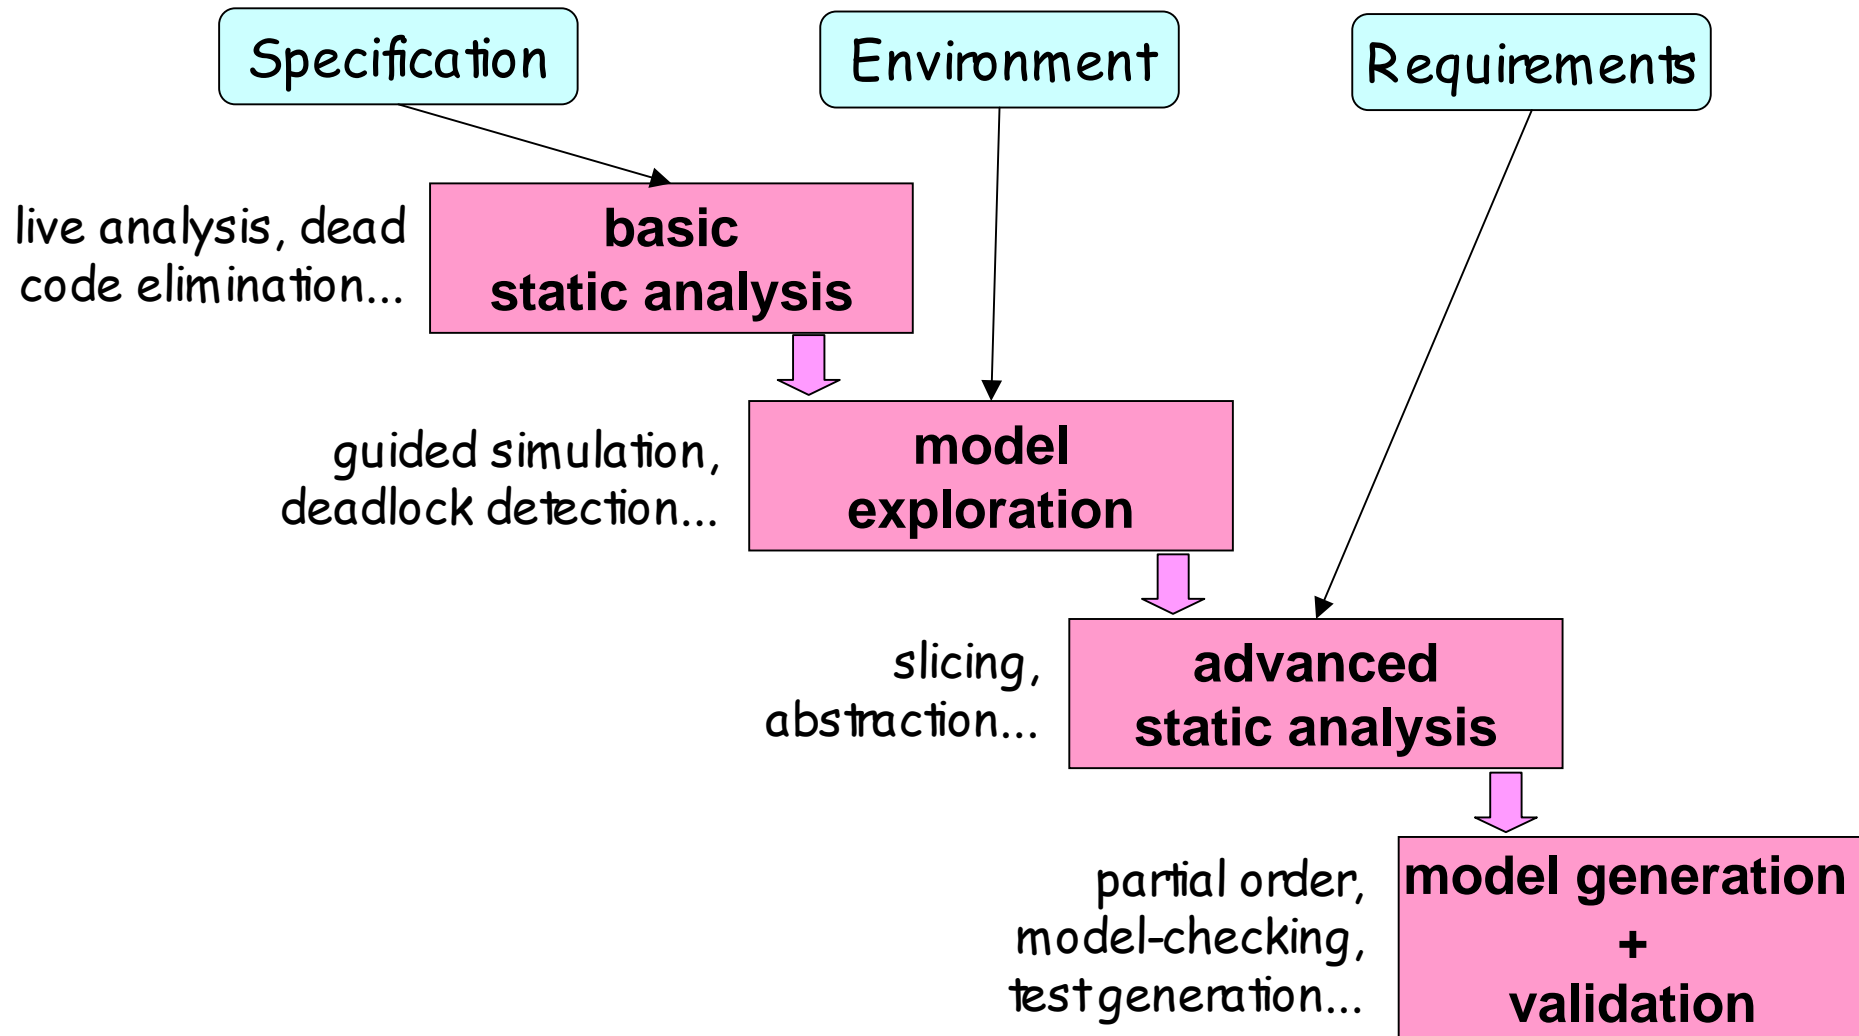 Specification
Environment
Requirements
live analysis, dead
code elimination...
basic
static analysis
guided simulation,
deadlock detection...
model
exploration
slicing,
abstraction...
advanced
static analysis
partial order,
model-checking,
test generation...
model generation
+
validation